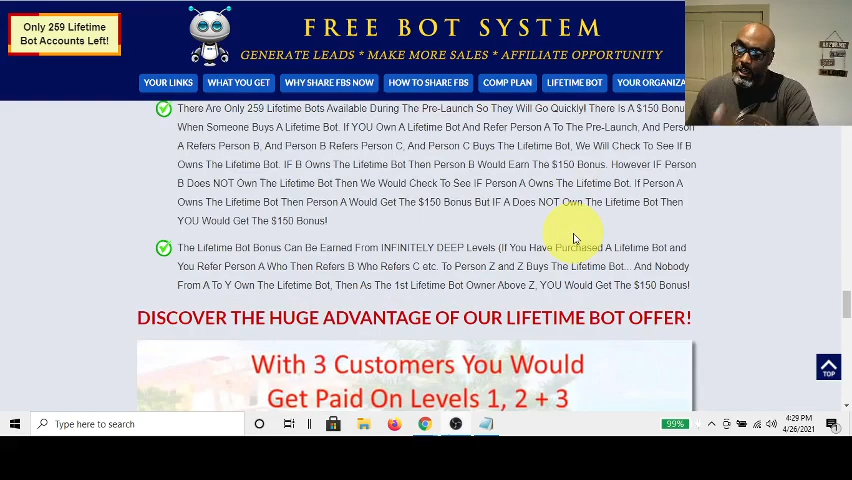 Only 259 Lifetime
Bot Accounts Left!
FREE BOT SYSTEM
GENERATE LEADS * MAKE MORE SALES * AFFILIATE OPPORTUNITY
YOUR LINKS WHAT YOU GET WHY SHARE FBS NOW HOW TO SHARE FBS COMP PLAN LIFETIME BOT YOUR ORGANIZA
There Are Only 259 Lifetime Bots Available During The Pre-Launch So They Will Go Quickly! There Is A $150 Bonus
When Someone Buys A Lifetime Bot. If YOU Own A Lifetime Bot And Refer Person A To The Pre-Launch, And Person
A Refers Person B, And Person B Refers Person C, And Person C Buys The Lifetime Bot, We Will Check To See If B
Owns The Lifetime Bot. IF B Owns The Lifetime Bot Then Person B Would Earn The $150 Bonus. However IF Person
B Does NOT Own The Lifetime Bot Then We Would Check To See IF Person A Owns The Lifetime Bot. If Person A
Owns The Lifetime Bot Then Person A Would Get The $150 Bonus But IF A Does NOT Own The Lifetime Bot Then
YOU Would Get The $150 Bonus!
The Lifetime Bot Bonus Can Be Earned From INFINITELY DEEP Levels (If You Have Purchased A Lifetime Bot and
You Refer Person A Who Then Refers B Who Refers C etc. To Person Z and Z Buys The Lifetime Bot... And Nobody
From A To Y Own The Lifetime Bot, Then As The 1st Lifetime Bot Owner Above Z, YOU Would Get The $150 Bonus!
DISCOVER THE HUGE ADVANTAGE OF OUR LIFETIME BOT OFFER!
With 3 Customers You Would
Get Paid On Levels 1, 2 + 3
TOP
Type here to search
99%
4:29 PM
4/26/2021